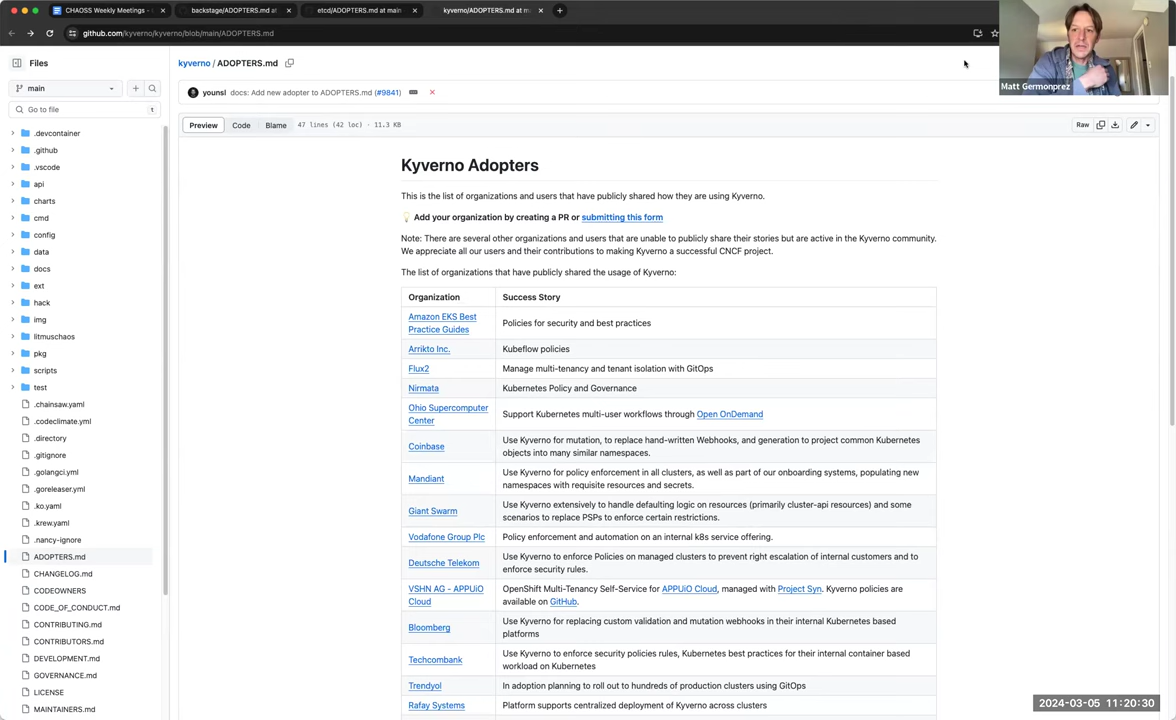 CHAOSS Weekly Meetings -
backstage/ADOPTERS.md at
etcd/ADOPTERS.md at main
kyverno/ADOPTERS.md at m
github.com/kyverno/kyverno/blob/main/ADOPTERS.md
Matt Germonprez
Files
main
Go to file
t
.devcontainer
.github
.vscode
api
charts
cmd
config
data
docs
ext
hack
img
litmuschaos
pkg
scripts
test
.chainsaw.yaml
.codeclimate.yml
.directory
.gitignore
.golangci.yml
.goreleaser.yml
.ko.yaml
.krew.yaml
.nancy-ignore
ADOPTERS.md
CHANGELOG.md
CODEOWNERS
CODE_OF_CONDUCT.md
CONTRIBUTING.md
CONTRIBUTORS.md
DEVELOPMENT.md
GOVERNANCE.md
LICENSE
MAINTAINERS.md
kyverno / ADOPTERS.md
younsl docs: Add new adopter to ADOPTERS.md (#9841)
Preview Code Blame 47 lines (42 loc) · 11.3 KB
Raw
Kyverno Adopters
This is the list of organizations and users that have publicly shared how they are using Kyverno.
💡 Add your organization by creating a PR or submitting this form
Note: There are several other organizations and users that are unable to publicly share their stories but are active in the Kyverno community.
We appreciate all our users and their contributions to making Kyverno a successful CNCF project.
The list of organizations that have publicly shared the usage of Kyverno:
Organization Success Story
Amazon EKS Best
Practice Guides
Policies for security and best practices
Arrikto Inc. Kubeflow policies
Flux2 Manage multi-tenancy and tenant isolation with GitOps
Nirmata Kubernetes Policy and Governance
Ohio Supercomputer
Center
Support Kubernetes multi-user workflows through Open OnDemand
Coinbase
Use Kyverno for mutation, to replace hand-written Webhooks, and generation to project common Kubernetes
objects into many similar namespaces.
Mandiant
Use Kyverno for policy enforcement in all clusters, as well as part of our onboarding systems, populating new
namespaces with requisite resources and secrets.
Giant Swarm
Use Kyverno extensively to handle defaulting logic on resources (primarily cluster-api resources) and some
scenarios to replace PSPs to enforce certain restrictions.
Vodafone Group Plc Policy enforcement and automation on an internal k8s service offering.
Deutsche Telekom
Use Kyverno to enforce Policies on managed clusters to prevent right escalation of internal customers and to
enforce security rules.
VSHN AG - APPUiO
Cloud
OpenShift Multi-Tenancy Self-Service for APPUiO Cloud, managed with Project Syn. Kyverno policies are
available on GitHub.
Bloomberg
Use Kyverno for replacing custom validation and mutation webhooks in their internal Kubernetes based
platforms
Techcombank
Use Kyverno to enforce security policies rules, Kubernetes best practices for their internal container based
workload on Kubernetes
Trendyol In adoption planning to roll out to hundreds of production clusters using GitOps
Rafay Systems Platform supports centralized deployment of Kyverno across clusters
2024-03-05 11:20:30